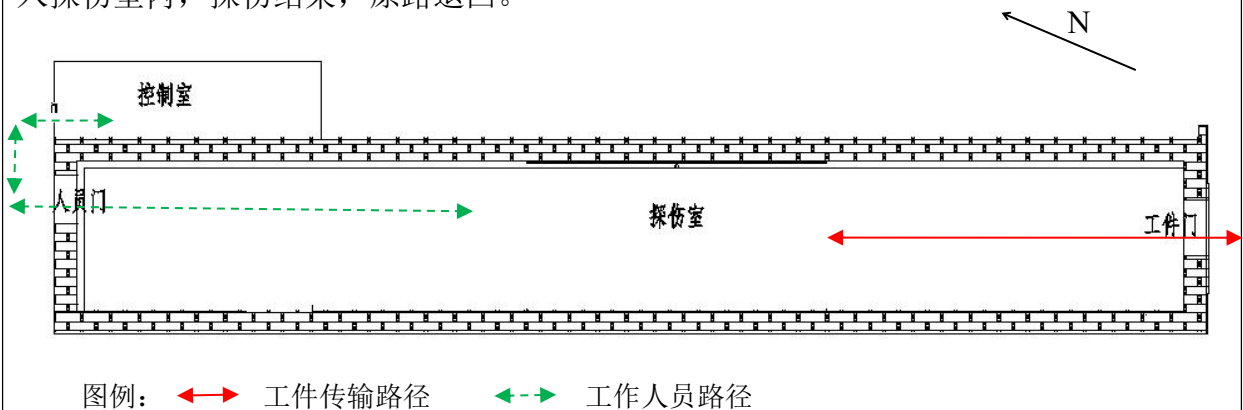 入探伤室内，探伤结束，原路返回。
N
控制室
人员门
探伤室
工件门
图例： 工件传输路径 工作人员路径